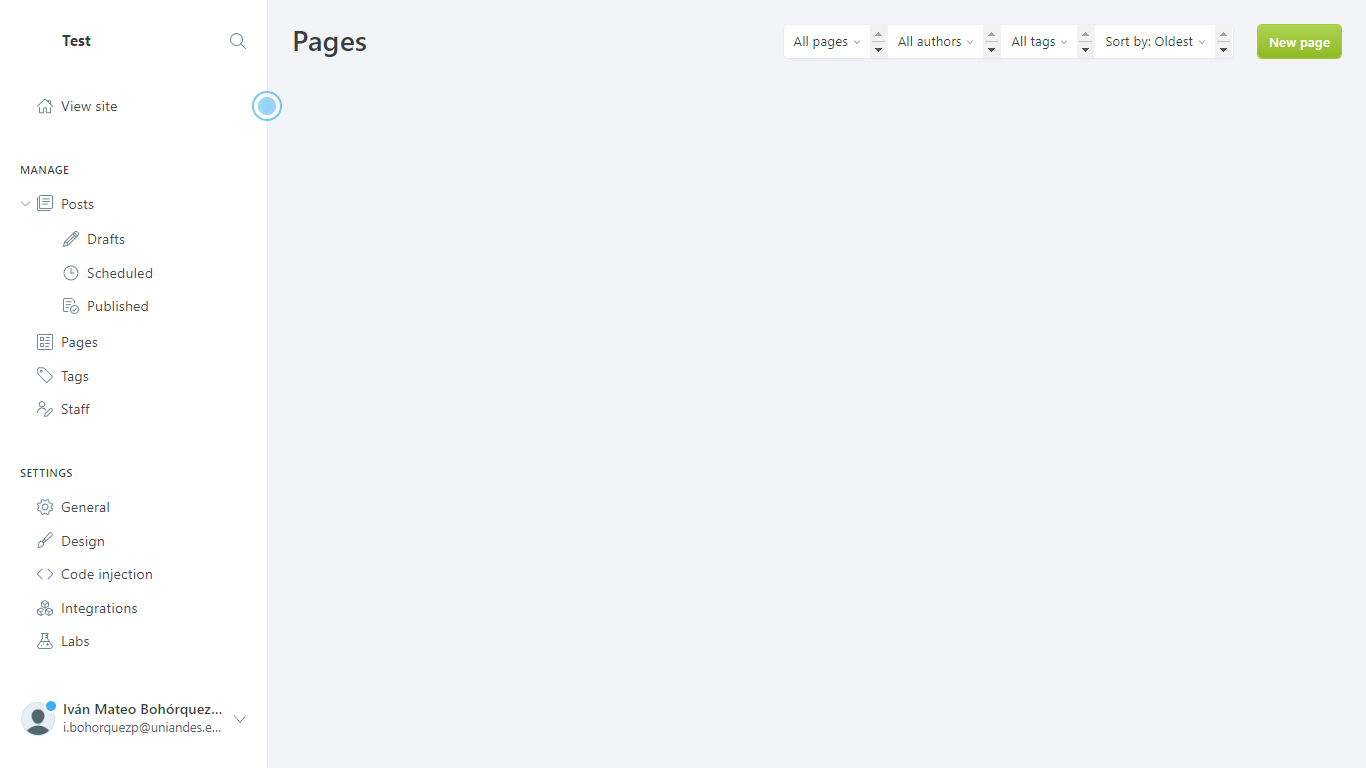 Test
View site
MANAGE
Posts
Drafts
Scheduled
Published
Pages
Tags
Staff
SETTINGS
General
Design
Code injection
Integrations
Labs
Iván Mateo Bohórquez...
i.bohorquezp@uniandes.e...
Pages
All pages
All authors
All tags
Sort by: Oldest
New page